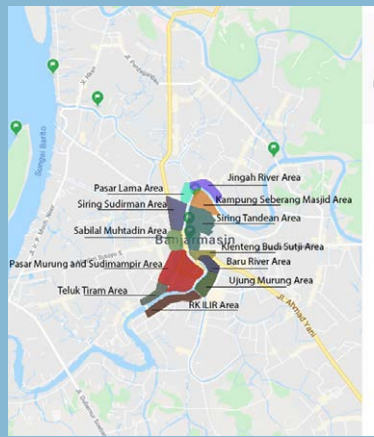 Jl. Pangeran
Sungai Barito
Jingah River Area
Pasar Lama Area
Kampung Seberang Masjid Area
Siring Sudirman Area
Siring Tandean Area
Sabilal Muhtadin Area
Banjarmasin
Klenteng Budi Sutji Area
Pasar Murung and Sudimampir Area
Baru River Area
Ujung Murung Area
Teluk Tiram Area
RK ILIR Area
Jl. Ahmad Yani